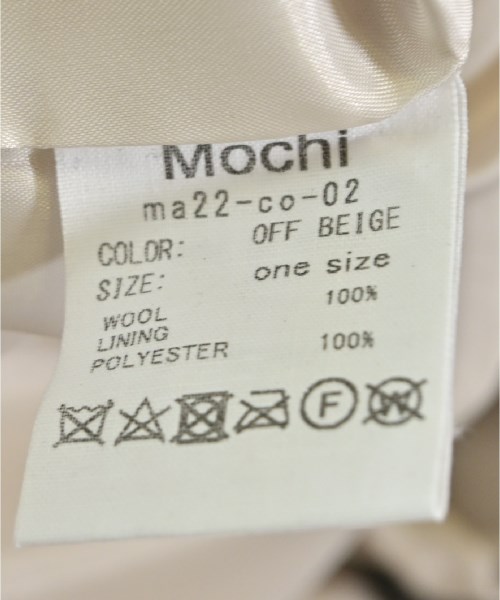 Mochi
ma22-co-02
COLOR: OFF BEIGE
SIZE: one size
WOOL 100%
LINING
POLYESTER 100%
F W